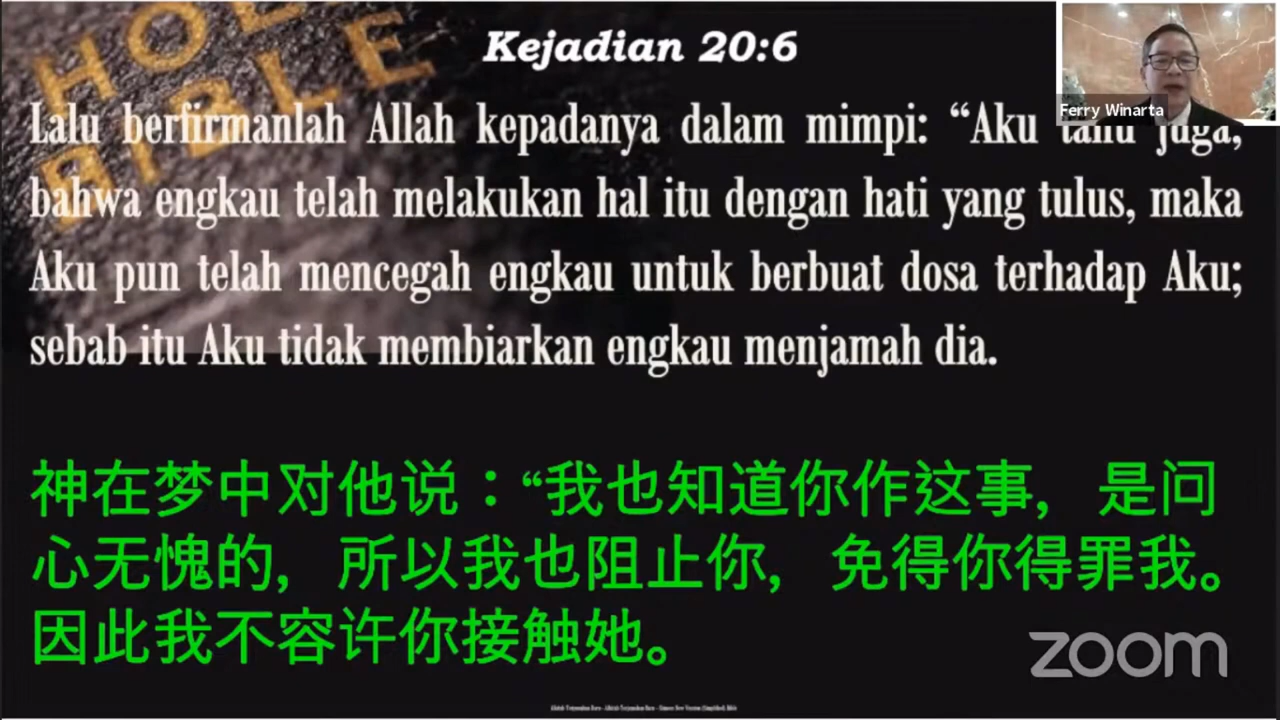 HOLY
BIBLE
Kejadian 20:6
Ferry Winarta
Lalu berfirmanlah Allah kepadanya dalam mimpi: “Aku tahu juga,
bahwa engkau telah melakukan hal itu dengan hati yang tulus, maka
Aku pun telah mencegah engkau untuk berbuat dosa terhadap Aku;
sebab itu Aku tidak membiarkan engkau menjamah dia.
神在梦中对他说：“我也知道你作这事，是问
心无愧的，所以我也阻止你，免得你得罪我。
因此我不容许你接触她。
zoom